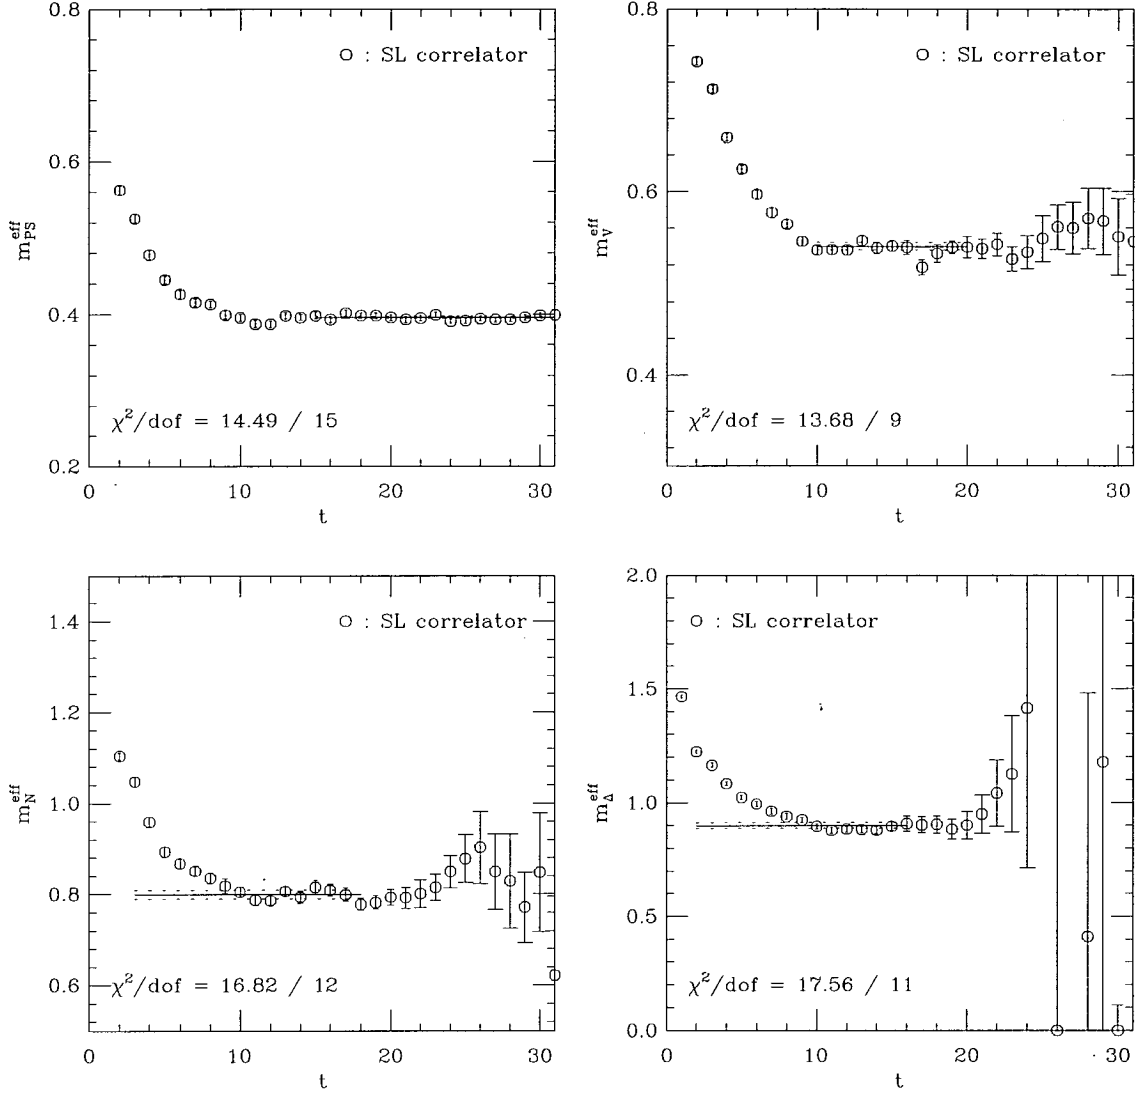 0.8
0.6
0.4
0.2
m_PS^eff
○ : SL correlator
χ²/dof = 14.49 / 15
0 10 20 30
t
0.8
0.6
0.4
m_V^eff
○ : SL correlator
χ²/dof = 13.68 / 9
0 10 20 30
t
1.4
1.2
1.0
0.8
0.6
m_N^eff
○ : SL correlator
χ²/dof = 16.82 / 12
0 10 20 30
t
2.0
1.5
1.0
0.5
0.0
m_Δ^eff
○ : SL correlator
χ²/dof = 17.56 / 11
0 10 20 30
t